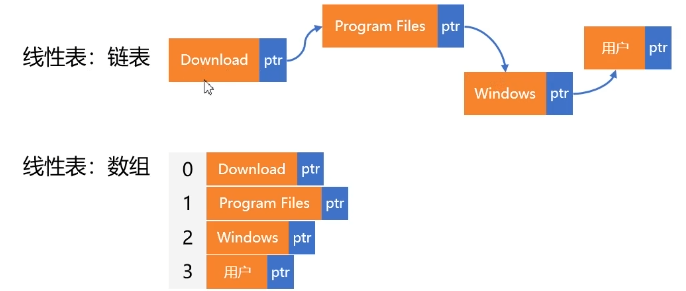 线性表：链表
Download ptr
Program Files ptr
Windows ptr
用户 ptr
线性表：数组
0 Download ptr
1 Program Files ptr
2 Windows ptr
3 用户 ptr